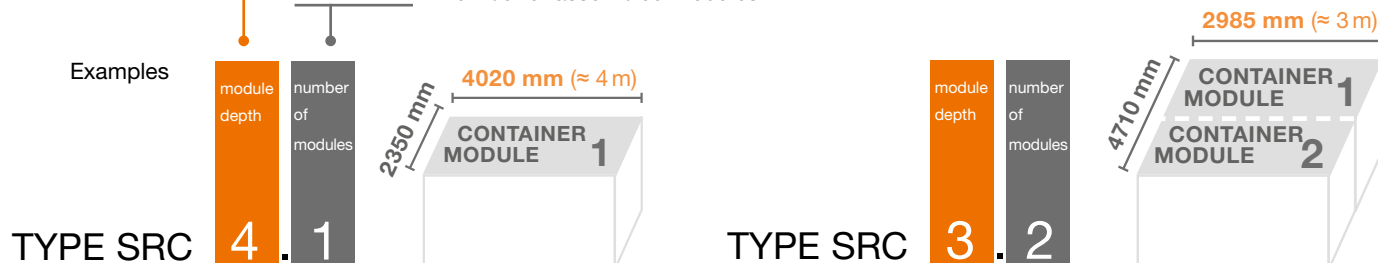 2985 mm (≈ 3 m)
Examples
module depth
number of modules
4020 mm (≈ 4 m)
2350 mm
CONTAINER MODULE 1
TYPE SRC 4.1
module depth
number of modules
4710 mm
CONTAINER MODULE 1
CONTAINER MODULE 2
TYPE SRC 3.2